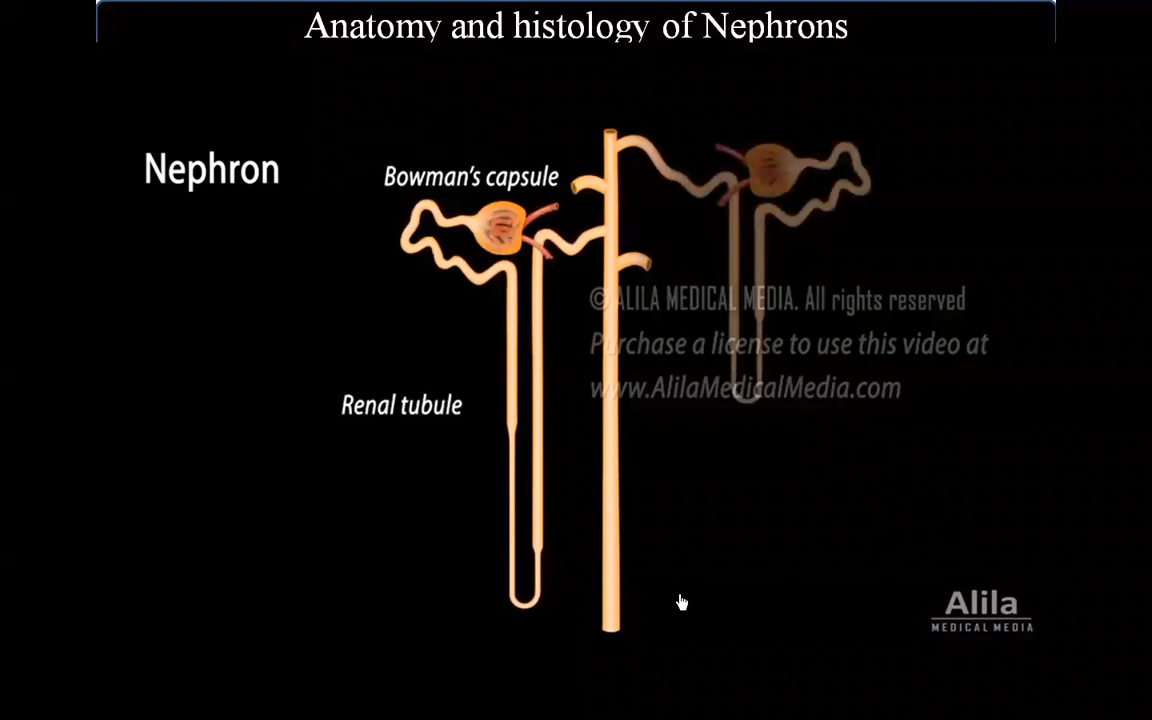 Anatomy and histology of Nephrons
Nephron
Bowman's capsule
© ALILA MEDICAL MEDIA. All rights reserved
Purchase a license to use this video at
www.AlilaMedicalMedia.com
Renal tubule
Alila
MEDICAL MEDIA